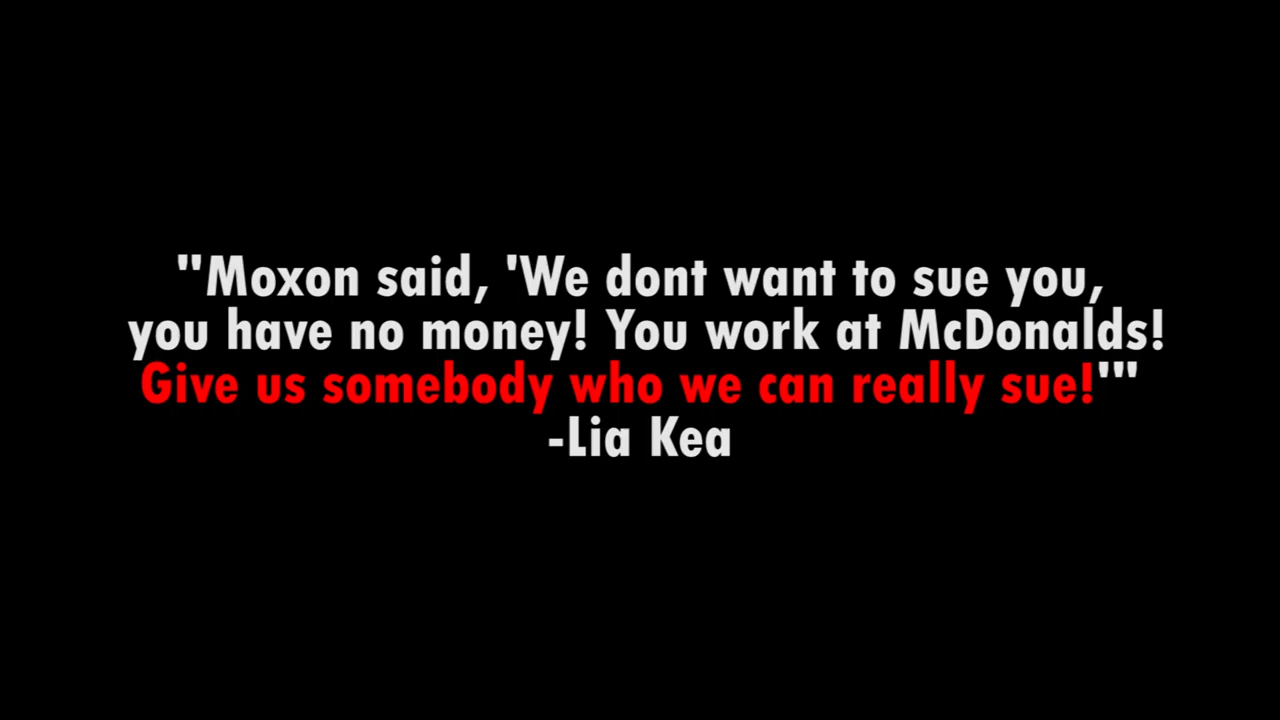 "Moxon said, 'We dont want to sue you,
you have no money! You work at McDonalds!
Give us somebody who we can really sue!'"
-Lia Kea